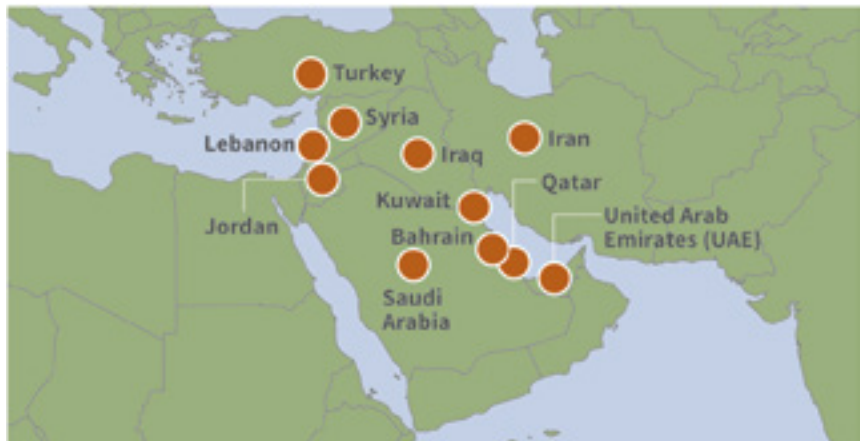 Turkey
Syria
Lebanon
Iraq
Iran
Qatar
Jordan
Kuwait
United Arab
Emirates (UAE)
Bahrain
Saudi
Arabia